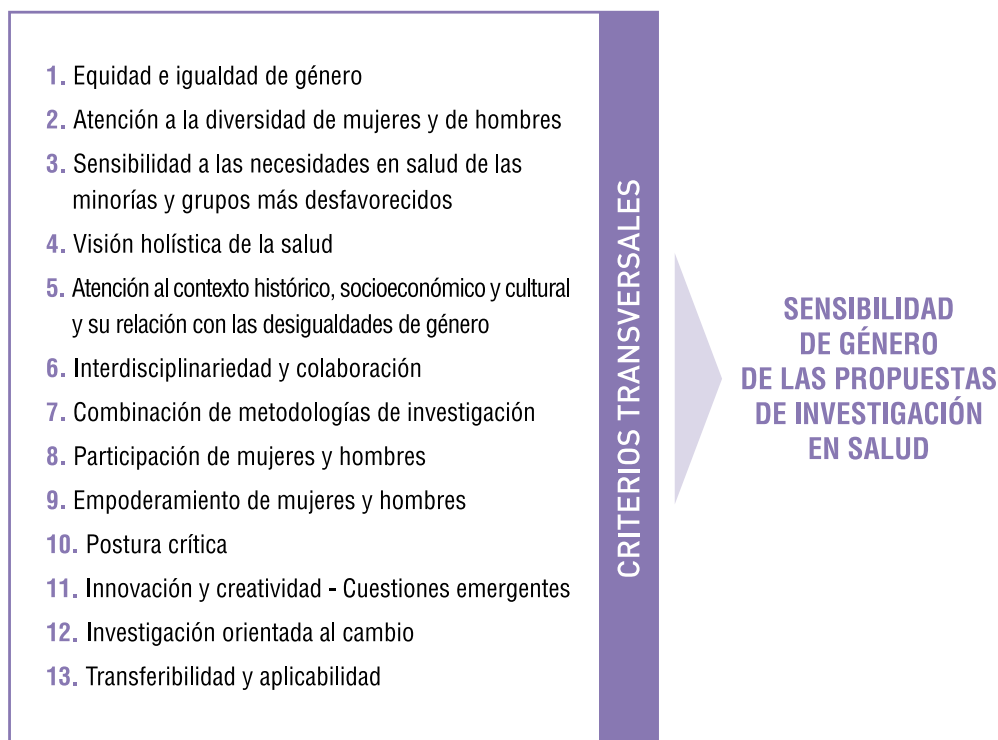 1. Equidad e igualdad de género
2. Atención a la diversidad de mujeres y de hombres
3. Sensibilidad a las necesidades en salud de las
minorías y grupos más desfavorecidos
4. Visión holística de la salud
5. Atención al contexto histórico, socioeconómico y cultural
y su relación con las desigualdades de género
6. Interdisciplinariedad y colaboración
7. Combinación de metodologías de investigación
8. Participación de mujeres y hombres
9. Empoderamiento de mujeres y hombres
10. Postura crítica
11. Innovación y creatividad - Cuestiones emergentes
12. Investigación orientada al cambio
13. Transferibilidad y aplicabilidad
CRITERIOS TRANSVERSALES
SENSIBILIDAD
DE GÉNERO
DE LAS PROPUESTAS
DE INVESTIGACIÓN
EN SALUD